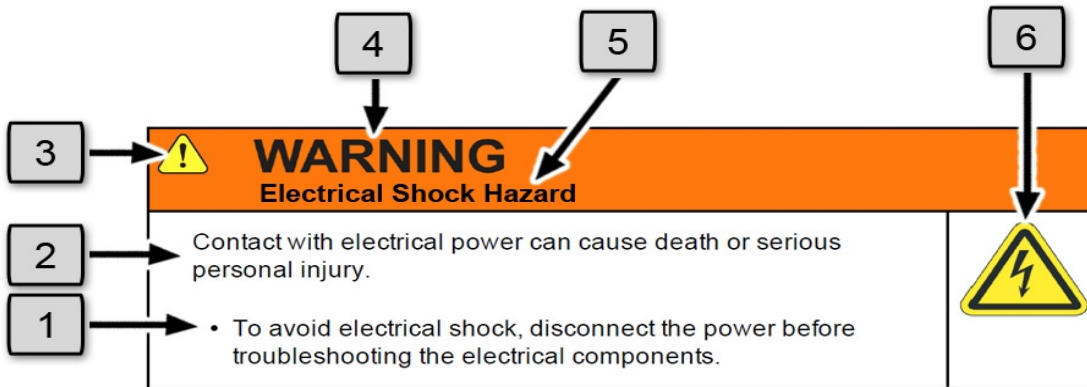 4
5
6
3
!
WARNING
Electrical Shock Hazard
2
Contact with electrical power can cause death or serious
personal injury.
1
• To avoid electrical shock, disconnect the power before
troubleshooting the electrical components.